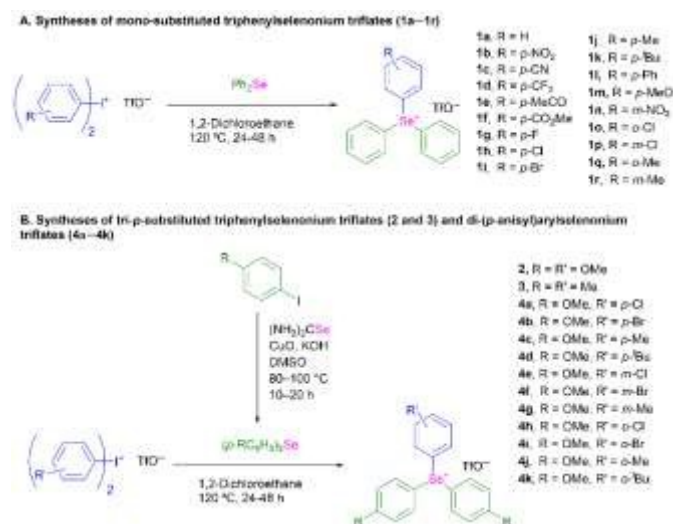 A. Syntheses of mono-substituted triphenylselenonium triflates (1a–1r)
R
I⁺ TfO⁻
2
Ph₂Se
1,2-Dichloroethane
120 °C, 24-48 h
R
Se⁺ TfO⁻
1a, R = H
1b, R = p-NO₂
1c, R = p-CN
1d, R = p-CF₃
1e, R = p-MeCO
1f, R = p-CO₂Me
1g, R = p-F
1h, R = p-Cl
1i, R = p-Br
1j, R = p-Me
1k, R = p-ᵗBu
1l, R = p-Ph
1m, R = p-MeO
1n, R = m-NO₂
1o, R = o-Cl
1p, R = m-Cl
1q, R = o-Me
1r, R = m-Me
B. Syntheses of tri-p-substituted triphenylselenonium triflates (2 and 3) and di-(p-anisyl)arylselenonium
triflates (4a–4k)
R
I
(NH₂)₂CSe
CuO, KOH
DMSO
80–100 °C
10–20 h
R'
I⁺ TfO⁻
2
(p-RC₆H₄)₂Se
1,2-Dichloroethane
120 °C, 24-48 h
R'
Se⁺ TfO⁻
R R
2, R = R' = OMe
3, R = R' = Me
4a, R = OMe, R' = p-Cl
4b, R = OMe, R' = p-Br
4c, R = OMe, R' = p-Me
4d, R = OMe, R' = p-ᵗBu
4e, R = OMe, R' = m-Cl
4f, R = OMe, R' = m-Br
4g, R = OMe, R' = m-Me
4h, R = OMe, R' = o-Cl
4i, R = OMe, R' = o-Br
4j, R = OMe, R' = o-Me
4k, R = OMe, R' = o-ᵗBu